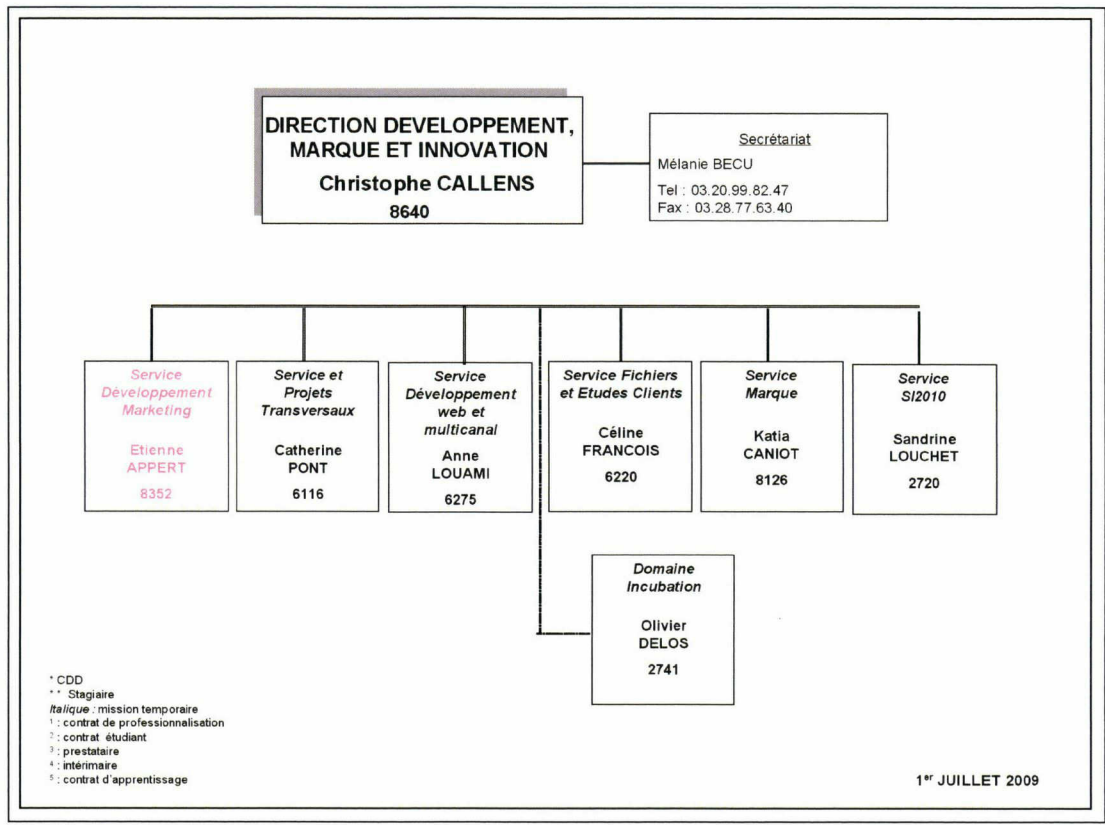 DIRECTION DEVELOPPEMENT,
MARQUE ET INNOVATION
Christophe CALLENS
8640
Secrétariat
Mélanie BECU
Tel : 03.20.99.82.47
Fax : 03.28.77.63.40
Service
Développement
Marketing
Etienne
APPERT
8352
Service et
Projets
Transversaux
Catherine
PONT
6116
Service
Développement
web et
multicanal
Anne
LOUAMI
6275
Service Fichiers
et Etudes Clients
Céline
FRANCOIS
6220
Service
Marque
Katia
CANIOT
8126
Service
SI2010
Sandrine
LOUCHET
2720
Domaine
Incubation
Olivier
DELOS
2741
* CDD
** Stagiaire
Italique : mission temporaire
1 : contrat de professionnalisation
2 : contrat étudiant
3 : prestataire
4 : intérimaire
5 : contrat d'apprentissage
1er JUILLET 2009